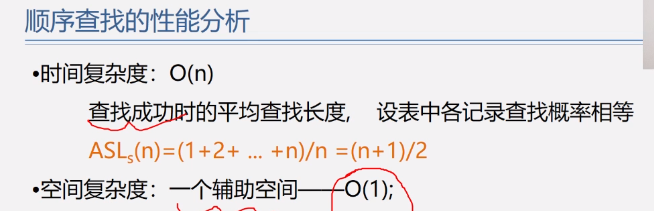 顺序查找的性能分析
•时间复杂度：O(n)
查找成功时的平均查找长度， 设表中各记录查找概率相等
ASLs(n)=(1+2+ ... +n)/n =(n+1)/2
•空间复杂度：一个辅助空间——O(1);